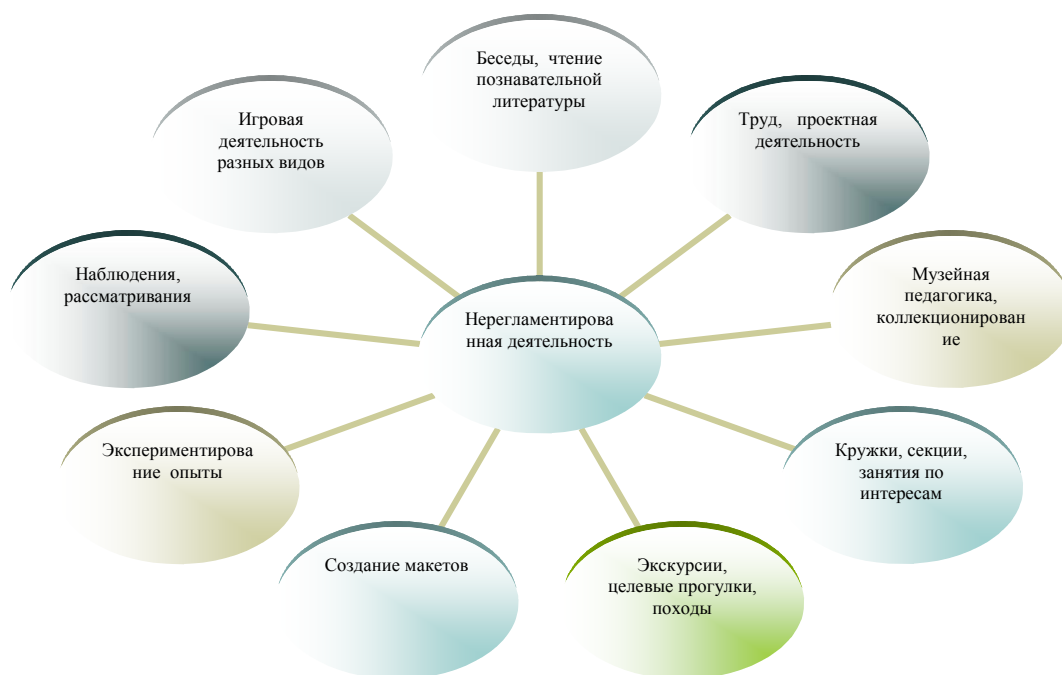 Беседы, чтение
познавательной
литературы
Игровая
деятельность
разных видов
Труд, проектная
деятельность
Наблюдения,
рассматривания
Музейная
педагогика,
коллекционирован
ие
Нерегламентирова
нная деятельность
Экспериментирова
ние опыты
Кружки, секции,
занятия по
интересам
Создание макетов
Экскурсии,
целевые прогулки,
походы